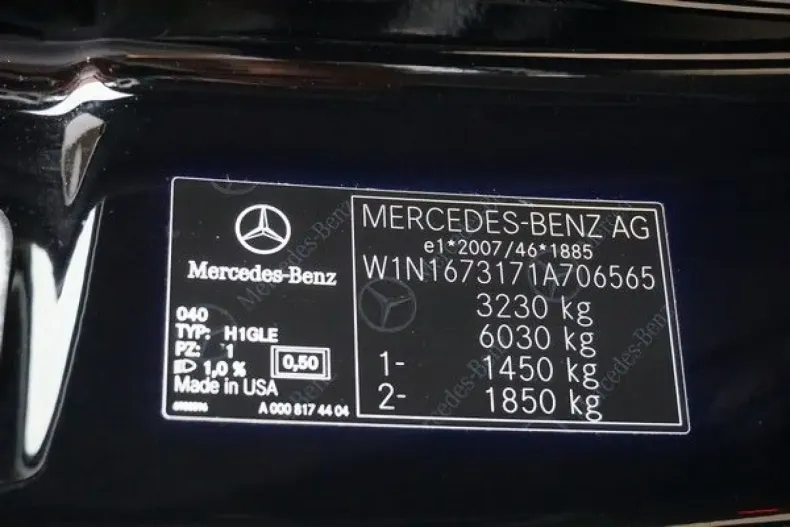 Mercedes-Benz
040
TYP: H1GLE
PZ: 1
1,0 %
0,50
Made in USA
A 000 817 44 04
MERCEDES-BENZ AG
e1*2007/46*1885
W1N1673171A706565
3230 kg
6030 kg
1- 1450 kg
2- 1850 kg